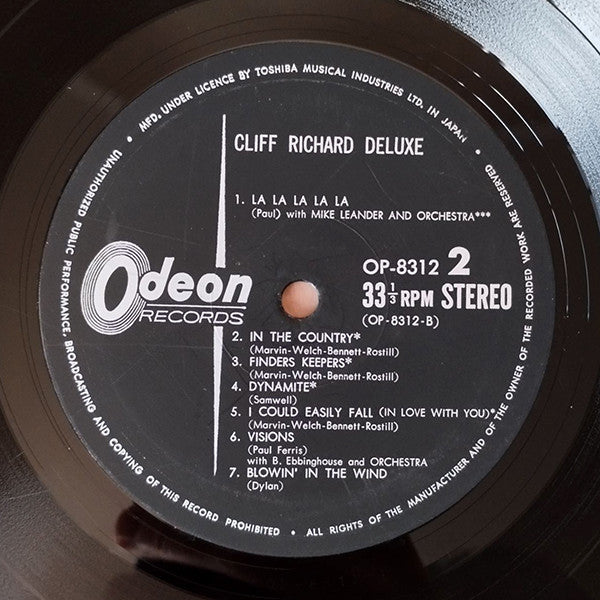 • MFD. UNDER LICENCE BY TOSHIBA MUSICAL INDUSTRIES LTD. IN JAPAN •
CLIFF RICHARD DELUXE
1. LA LA LA LA LA
(Paul) with MIKE LEANDER AND ORCHESTRA***
Odeon
RECORDS
OP-8312 2
33 1/3 RPM STEREO
(OP-8312-B)
2. IN THE COUNTRY*
(Marvin-Welch-Bennett-Rostill)
3. FINDERS KEEPERS*
(Marvin-Welch-Bennett-Rostill)
4. DYNAMITE*
(Samwell)
5. I COULD EASILY FALL (IN LOVE WITH YOU)*
(Marvin-Welch-Bennett-Rostill)
6. VISIONS
(Paul Ferris)
with B. Ebbinghouse and ORCHESTRA
7. BLOWIN' IN THE WIND
(Dylan)
UNAUTHORIZED PUBLIC PERFORMANCE, BROADCASTING AND COPYING OF THIS RECORD PROHIBITED • ALL RIGHTS OF THE MANUFACTURER AND OF THE OWNER OF THE RECORDED WORK ARE RESERVED